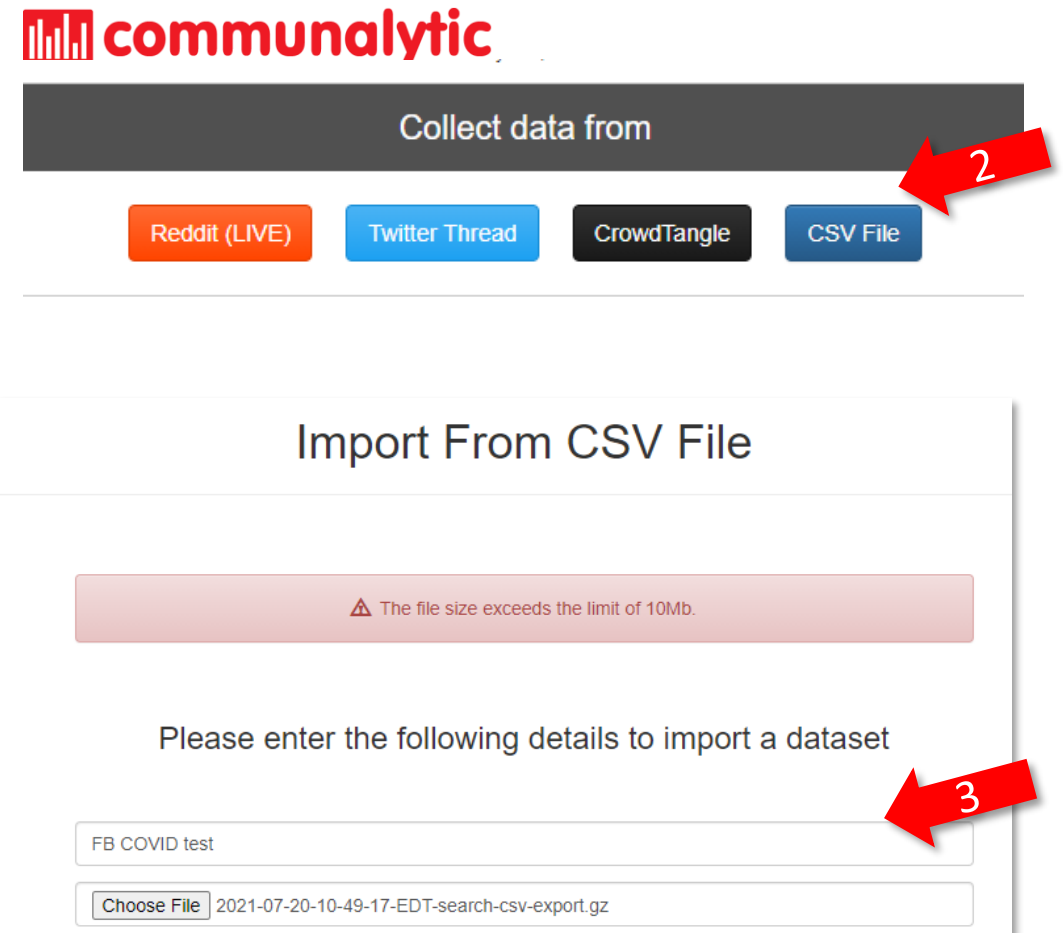 communalytic
Collect data from
2
Reddit (LIVE) Twitter Thread CrowdTangle CSV File
Import From CSV File
The file size exceeds the limit of 10Mb.
Please enter the following details to import a dataset
3
FB COVID test
Choose File 2021-07-20-10-49-17-EDT-search-csv-export.gz